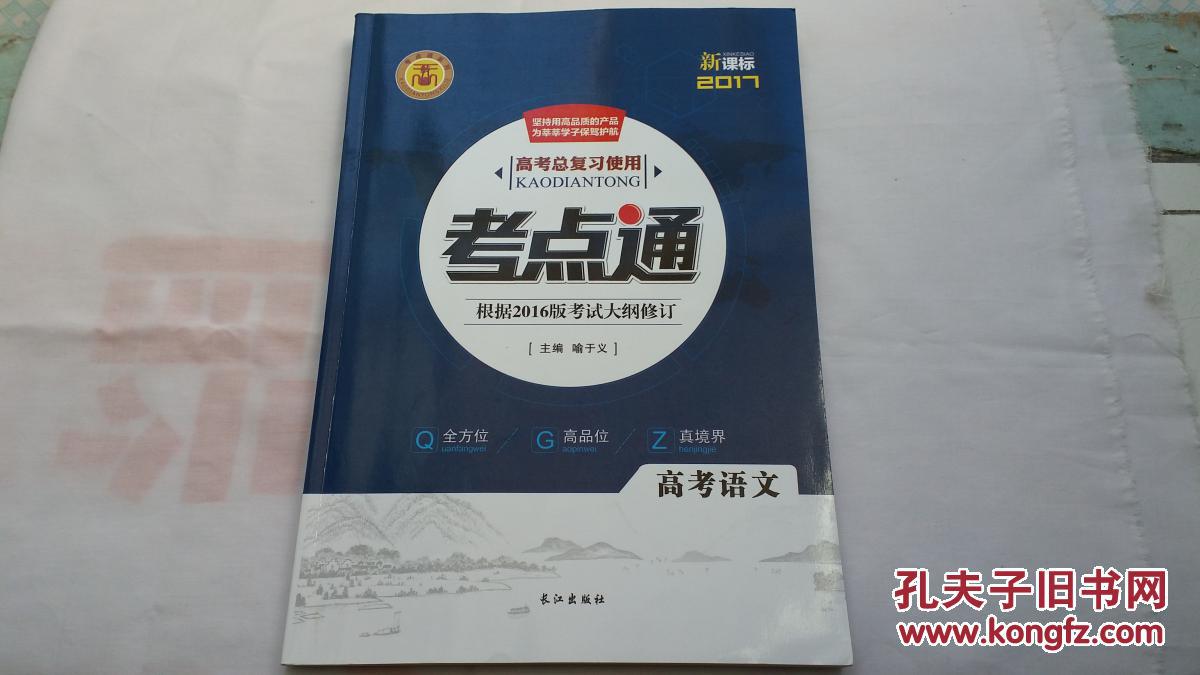 XINKEBIAO
新课标
2017
坚持用高品质的产品
为莘莘学子保驾护航
高考总复习使用
KAODIANTONG
考点通
根据2016版考试大纲修订
[主编 喻于义]
Q 全方位 G 高品位 Z 真境界
uanfangwei aopinwei henjingjie
高考语文
长江出版社
孔夫子旧书网
www.kongfz.com